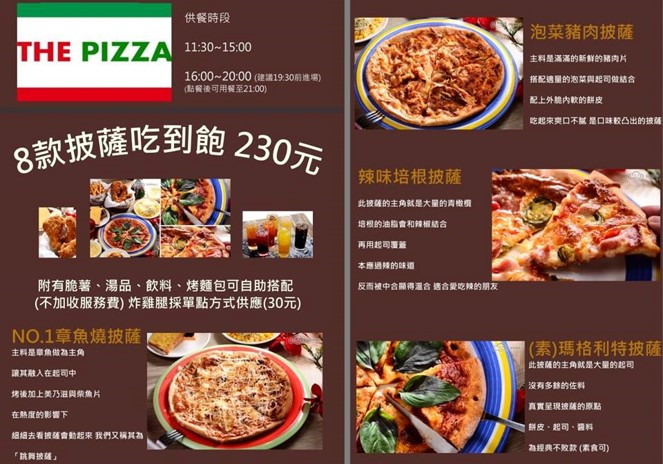 THE PIZZA
供餐時段
11:30~15:00
16:00~20:00 (建議19:30前進場)
(點餐後可用餐至21:00)
8款披薩吃到飽 230元
附有脆薯、湯品、飲料、烤麵包可自助搭配
(不加收服務費) 炸雞腿採單點方式供應(30元)
NO.1章魚燒披薩
主料是章魚做為主角
讓其融入在起司中
烤後加上美乃滋與柴魚片
在熱度的影響下
細細去看披薩會動起來 我們又稱其為
「跳舞披薩」
泡菜豬肉披薩
主料是滿滿的新鮮的豬肉片
搭配適量的泡菜與起司做結合
配上外脆內軟的餅皮
吃起來爽口不膩 是口味較凸出的披薩
辣味培根披薩
此披薩的主角就是大量的青橄欖
培根的油脂會和辣椒結合
再用起司覆蓋
本應過辣的味道
反而被中合顯得溫合 適合愛吃辣的朋友
(素)瑪格利特披薩
此披薩的主角就是大量的起司
沒有多餘的佐料
真實呈現披薩的原點
餅皮、起司、醬料
為經典不敗款 (素食可)